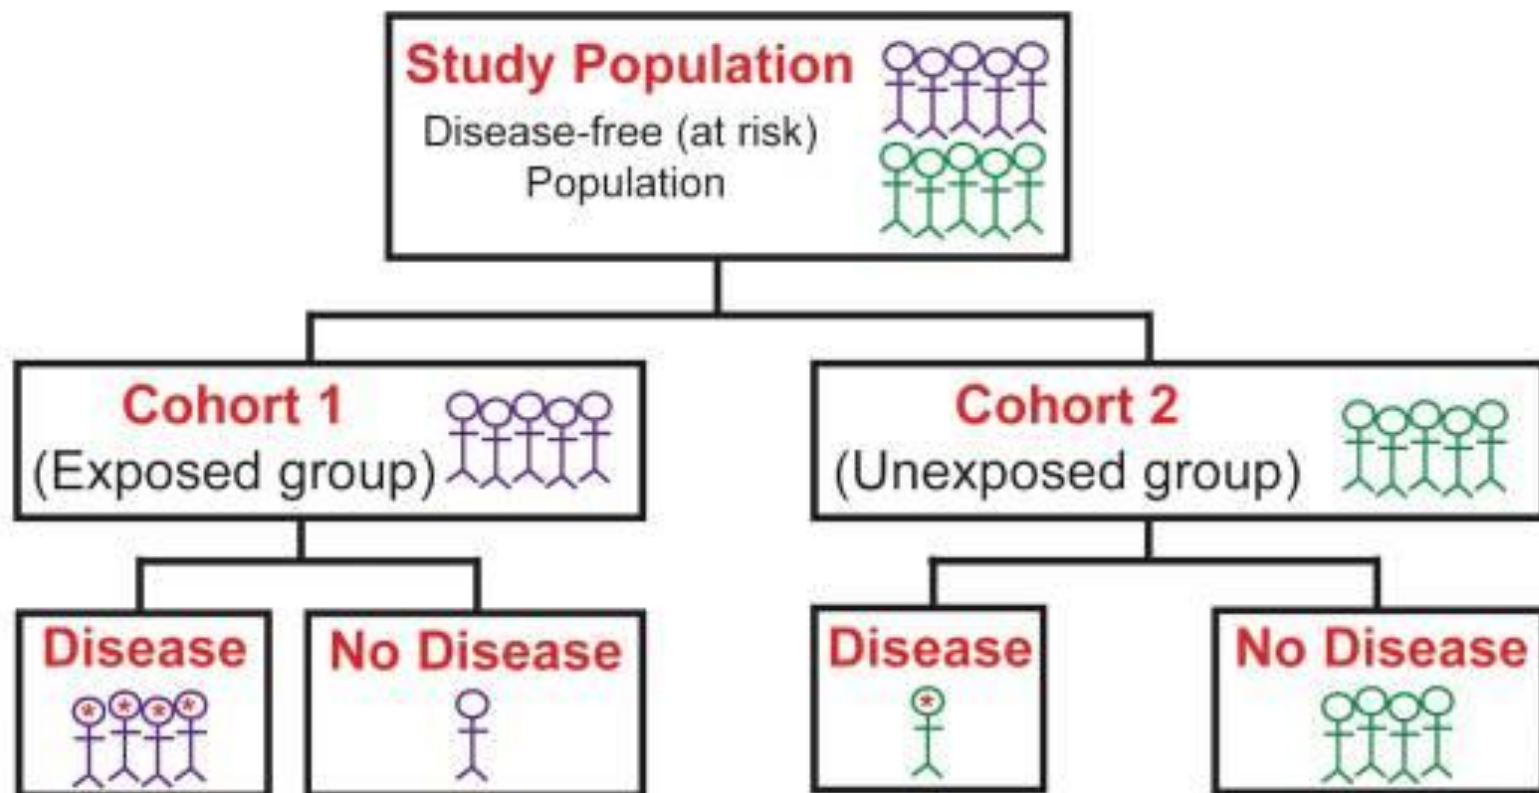 Study Population
Disease-free (at risk)
Population
Cohort 1
(Exposed group)
Cohort 2
(Unexposed group)
Disease
No Disease
Disease
No Disease